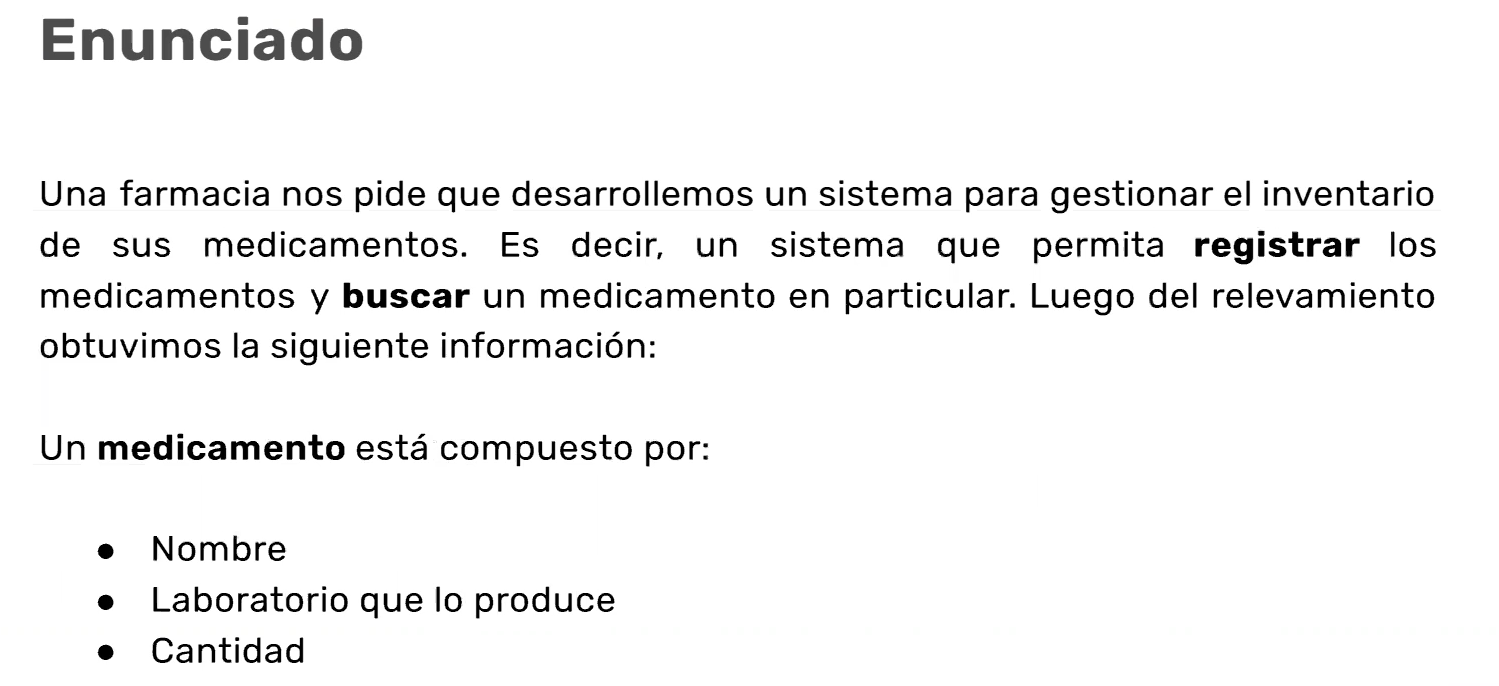 Enunciado
Una farmacia nos pide que desarrollemos un sistema para gestionar el inventario
de sus medicamentos. Es decir, un sistema que permita registrar los
medicamentos y buscar un medicamento en particular. Luego del relevamiento
obtuvimos la siguiente información:
Un medicamento está compuesto por:
● Nombre
● Laboratorio que lo produce
● Cantidad